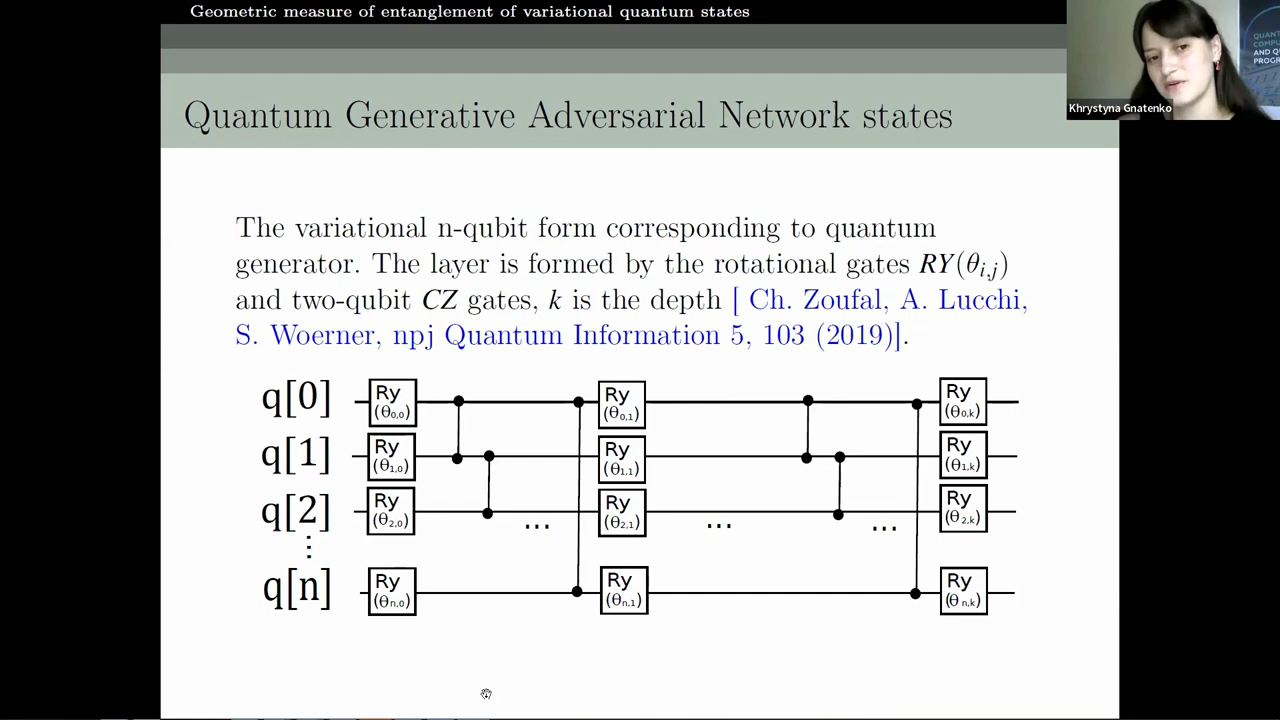 Geometric measure of entanglement of variational quantum states
Quantum Generative Adversarial Network states
Khrystyna Gnatenko
The variational n-qubit form corresponding to quantum
generator. The layer is formed by the rotational gates RY(θi,j)
and two-qubit CZ gates, k is the depth [ Ch. Zoufal, A. Lucchi,
S. Woerner, npj Quantum Information 5, 103 (2019)].
q[0] Ry (θ0,0) Ry (θ0,1) Ry (θ0,k)
q[1] Ry (θ1,0) Ry (θ1,1) Ry (θ1,k)
q[2] Ry (θ2,0) ... Ry (θ2,1) ... ... Ry (θ2,k)
⋮
q[n] Ry (θn,0) Ry (θn,1) Ry (θn,k)